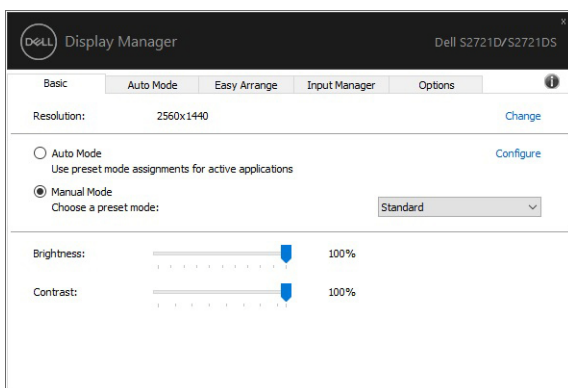 DELL Display Manager
Dell S2721D/S2721DS
x
Basic Auto Mode Easy Arrange Input Manager Options
Resolution: 2560x1440 Change
Auto Mode Configure
Use preset mode assignments for active applications
Manual Mode
Choose a preset mode: Standard
Brightness: 100%
Contrast: 100%